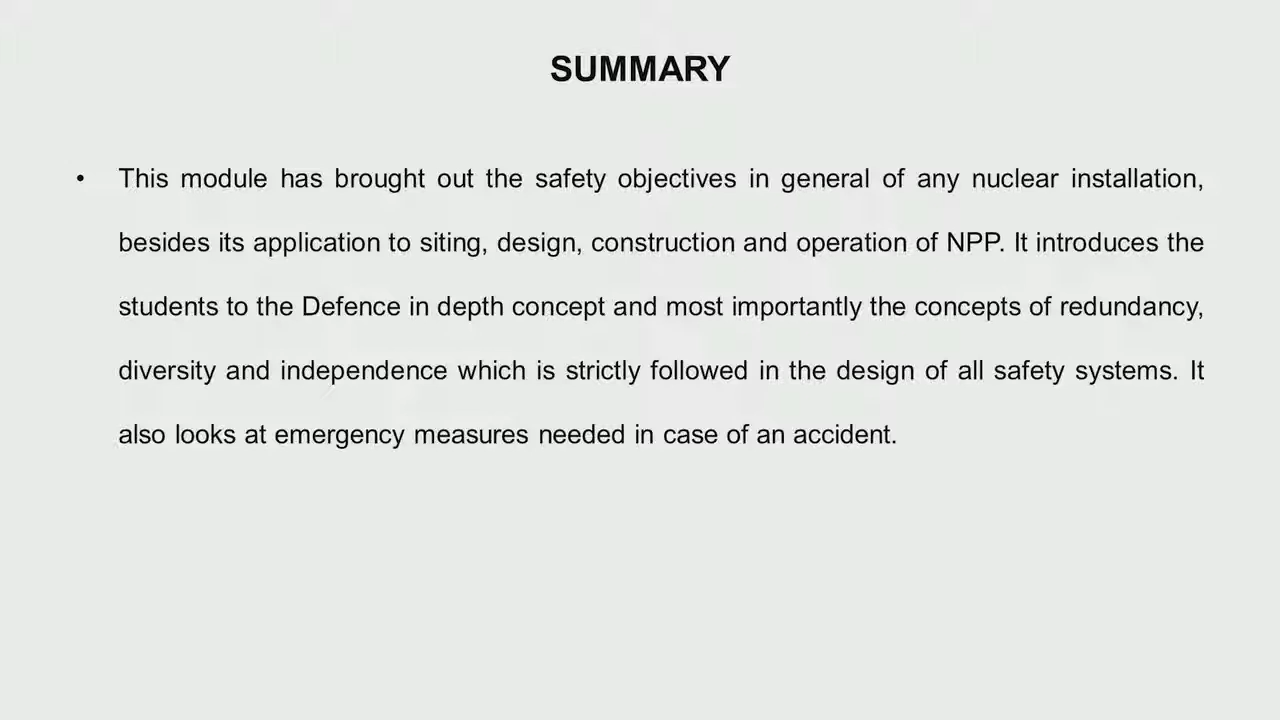 SUMMARY
• This module has brought out the safety objectives in general of any nuclear installation,
besides its application to siting, design, construction and operation of NPP. It introduces the
students to the Defence in depth concept and most importantly the concepts of redundancy,
diversity and independence which is strictly followed in the design of all safety systems. It
also looks at emergency measures needed in case of an accident.